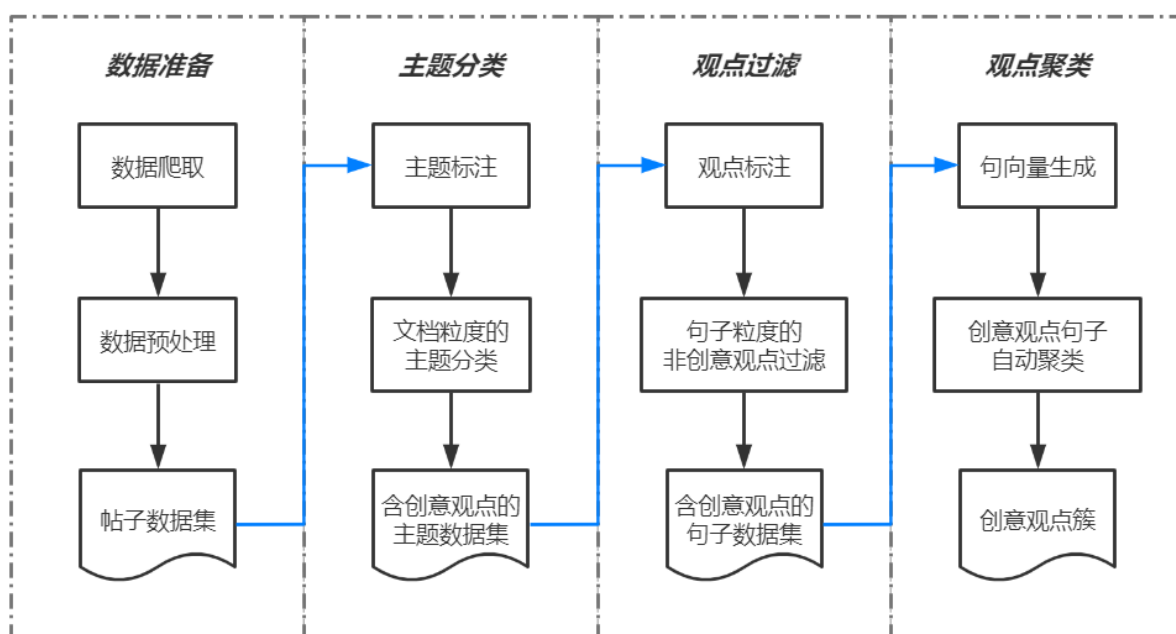 数据准备
数据爬取
数据预处理
帖子数据集
主题分类
主题标注
文档粒度的
主题分类
含创意观点的
主题数据集
观点过滤
观点标注
句子粒度的
非创意观点过滤
含创意观点的
句子数据集
观点聚类
句向量生成
创意观点句子
自动聚类
创意观点簇